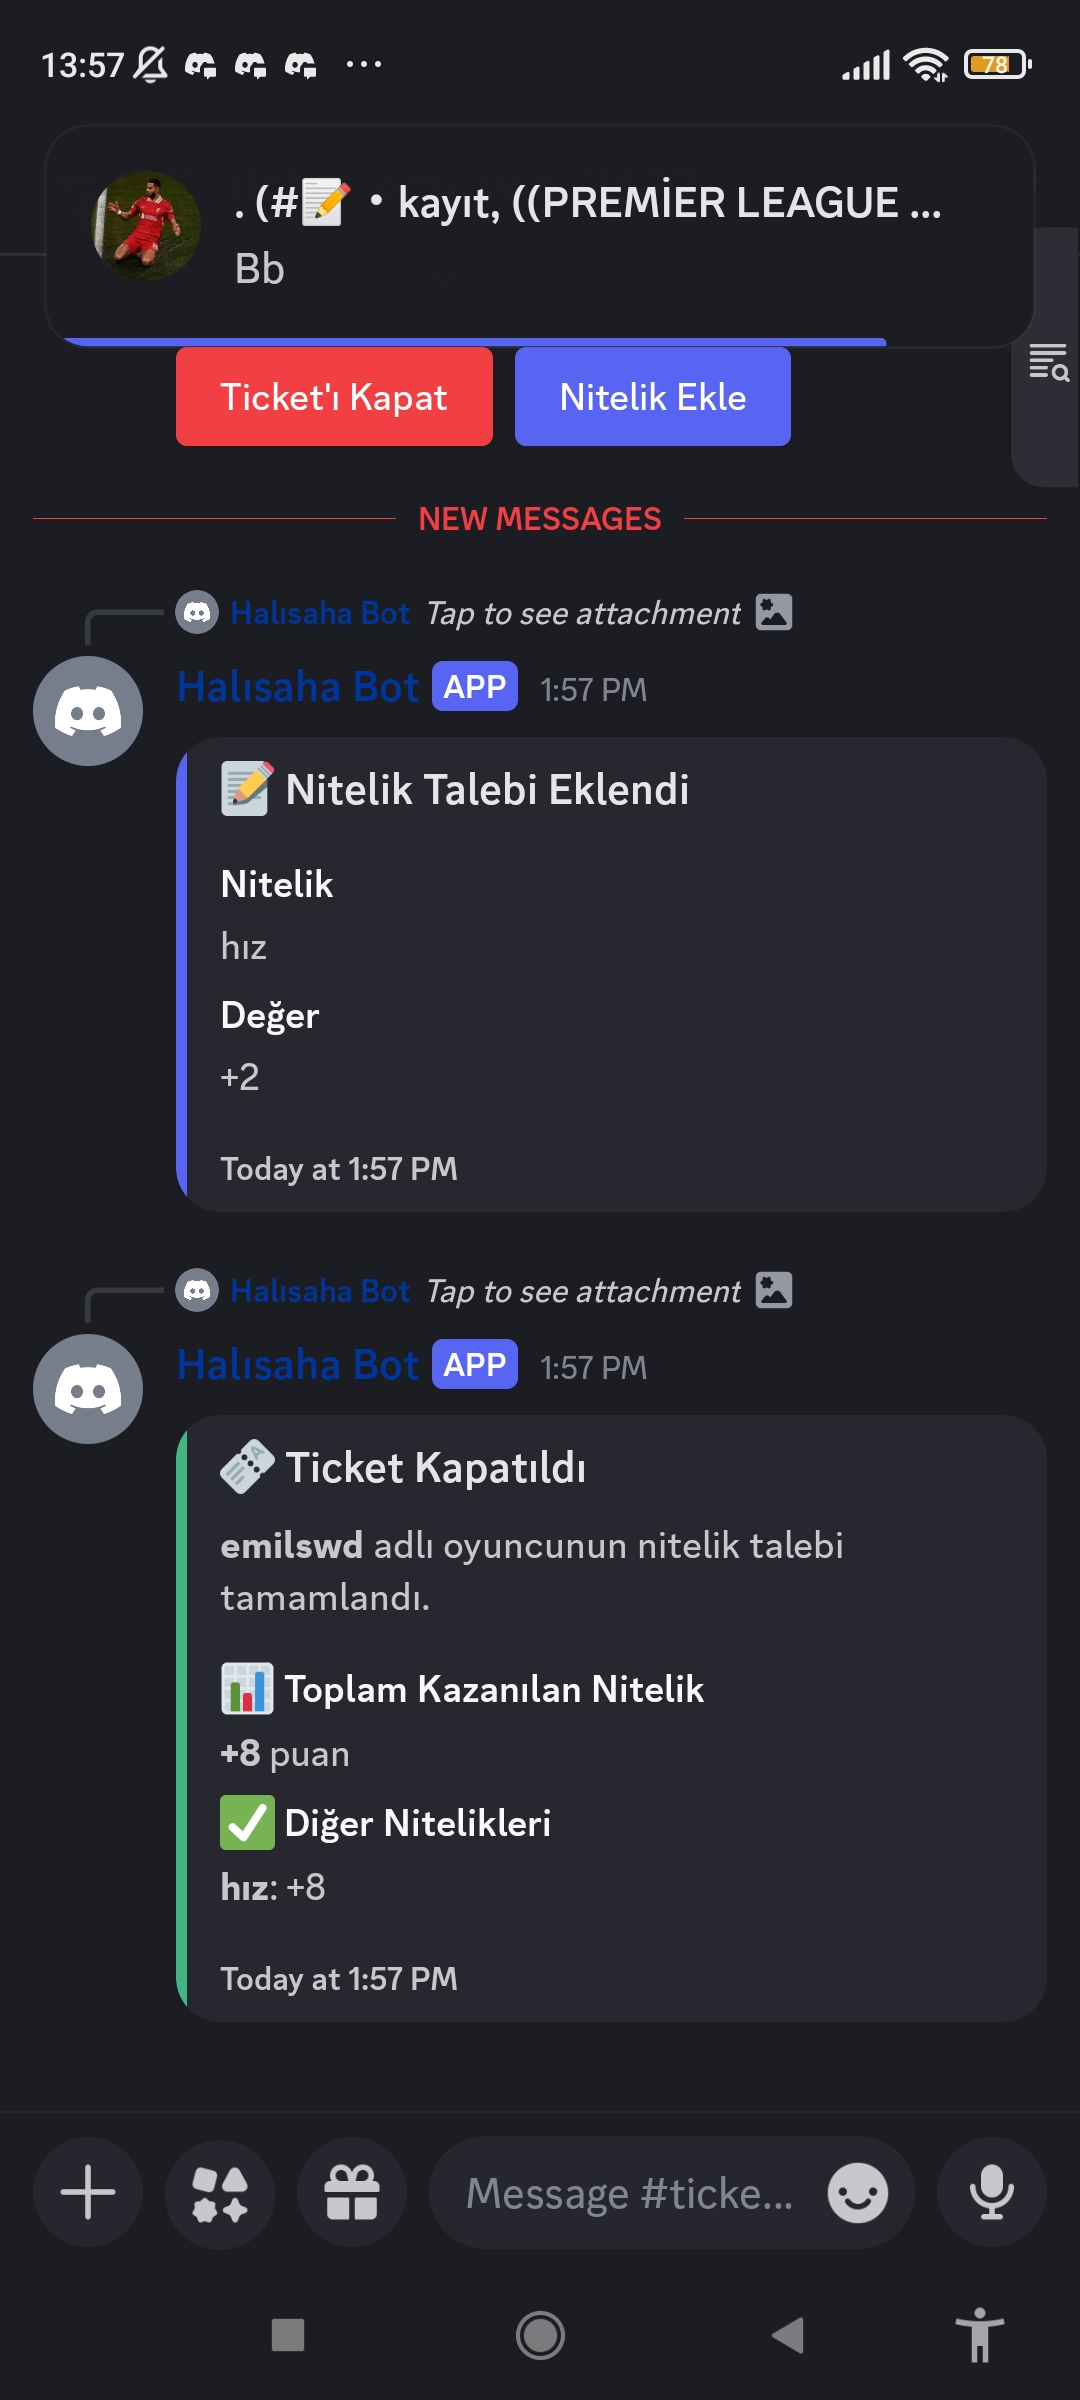 13:57
78
. (#📝・kayıt, ((PREMİER LEAGUE ...
Bb
Ticket'ı Kapat
Nitelik Ekle
NEW MESSAGES
Halısaha Bot Tap to see attachment
Halısaha Bot APP 1:57 PM
📝 Nitelik Talebi Eklendi
Nitelik
hız
Değer
+2
Today at 1:57 PM
Halısaha Bot Tap to see attachment
Halısaha Bot APP 1:57 PM
🎟️ Ticket Kapatıldı
emilswd adlı oyuncunun nitelik talebi
tamamlandı.
📊 Toplam Kazanılan Nitelik
+8 puan
✅ Diğer Nitelikleri
hız: +8
Today at 1:57 PM
Message #ticke...